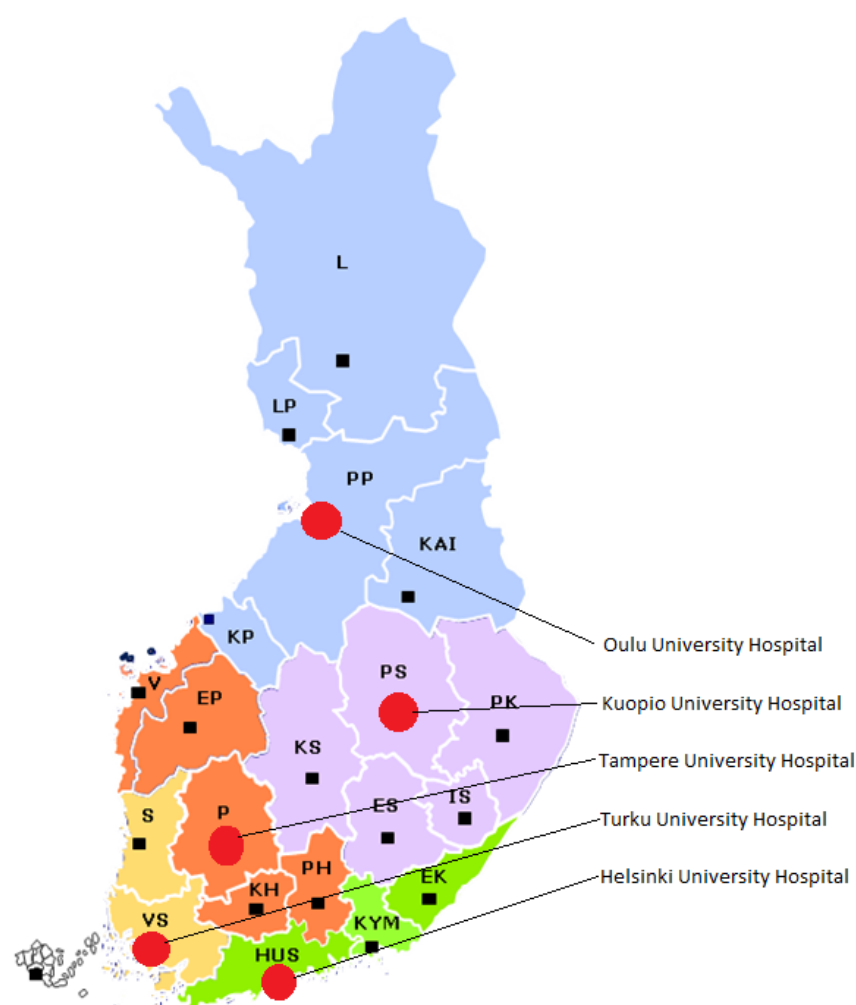 L
LP
PP
KAI
KP
Oulu University Hospital
V
EP
PS
PK
Kuopio University Hospital
KS
Tampere University Hospital
S
P
ES
IS
Turku University Hospital
PH
KH
EK
Helsinki University Hospital
VS
KYM
HUS